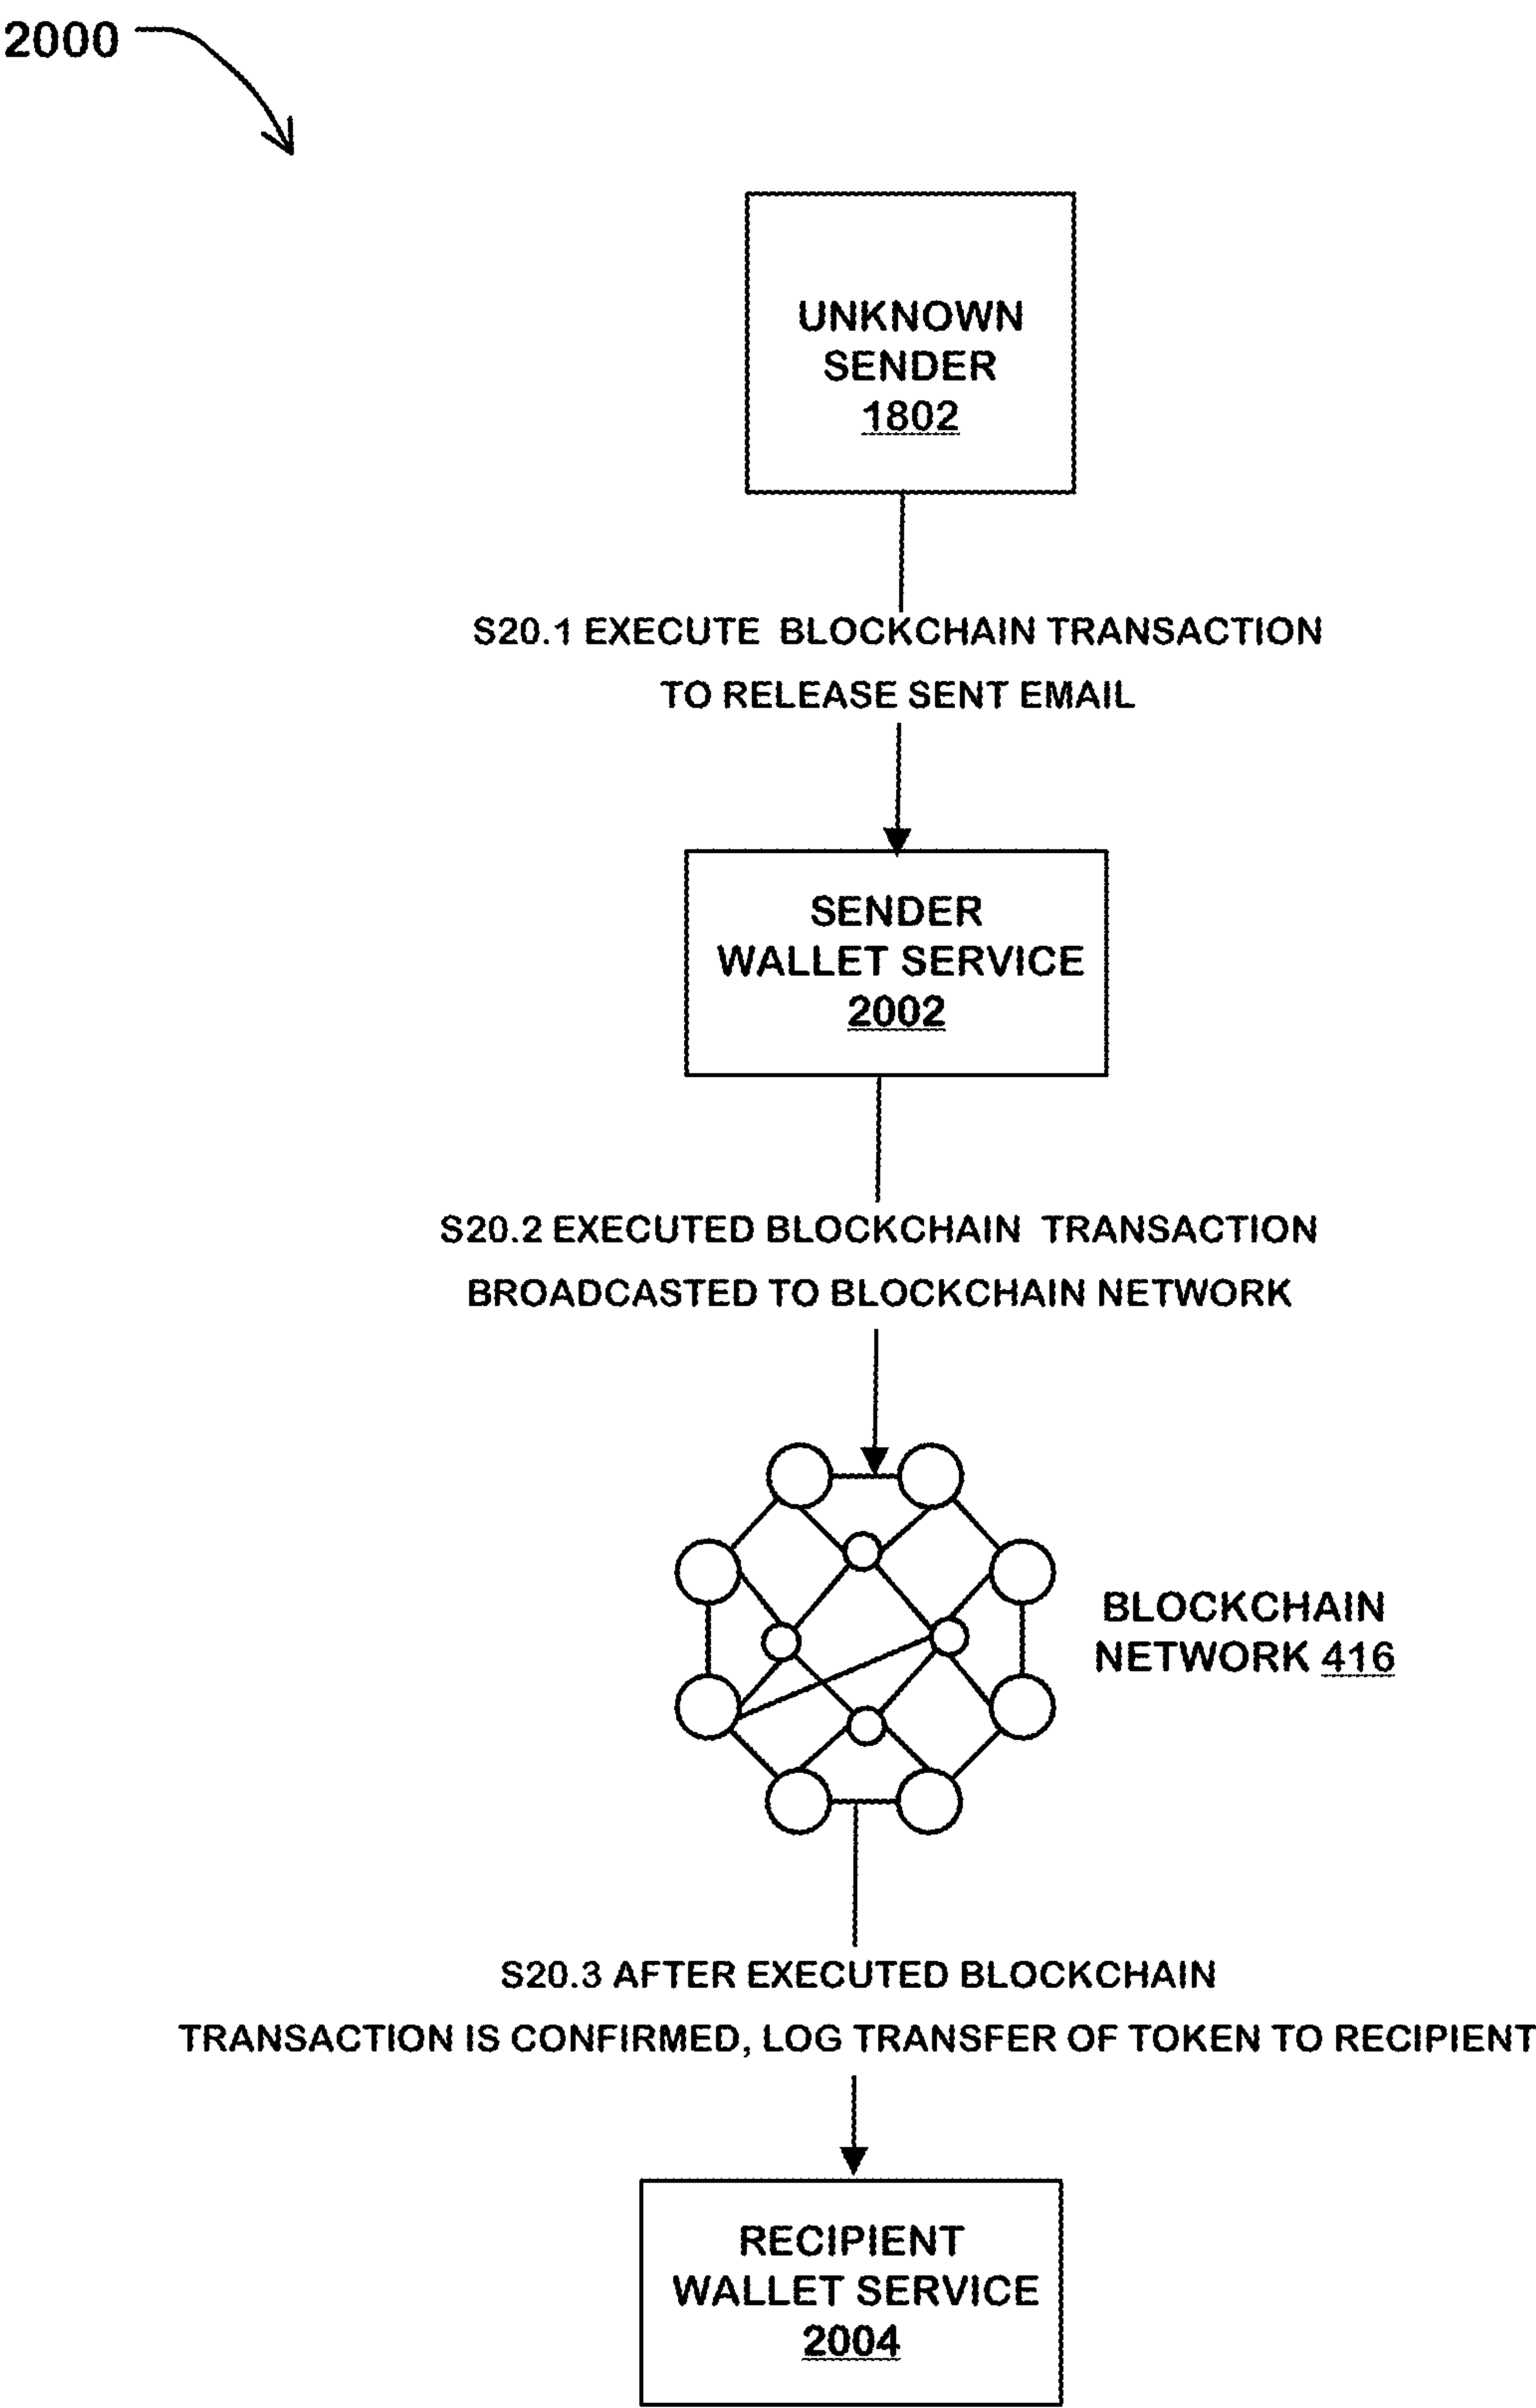 2000
UNKNOWN
SENDER
1802
S20.1 EXECUTE BLOCKCHAIN TRANSACTION
TO RELEASE SENT EMAIL
SENDER
WALLET SERVICE
2002
S20.2 EXECUTED BLOCKCHAIN TRANSACTION
BROADCASTED TO BLOCKCHAIN NETWORK
BLOCKCHAIN
NETWORK 416
S20.3 AFTER EXECUTED BLOCKCHAIN
TRANSACTION IS CONFIRMED, LOG TRANSFER OF TOKEN TO RECIPIENT
RECIPIENT
WALLET SERVICE
2004